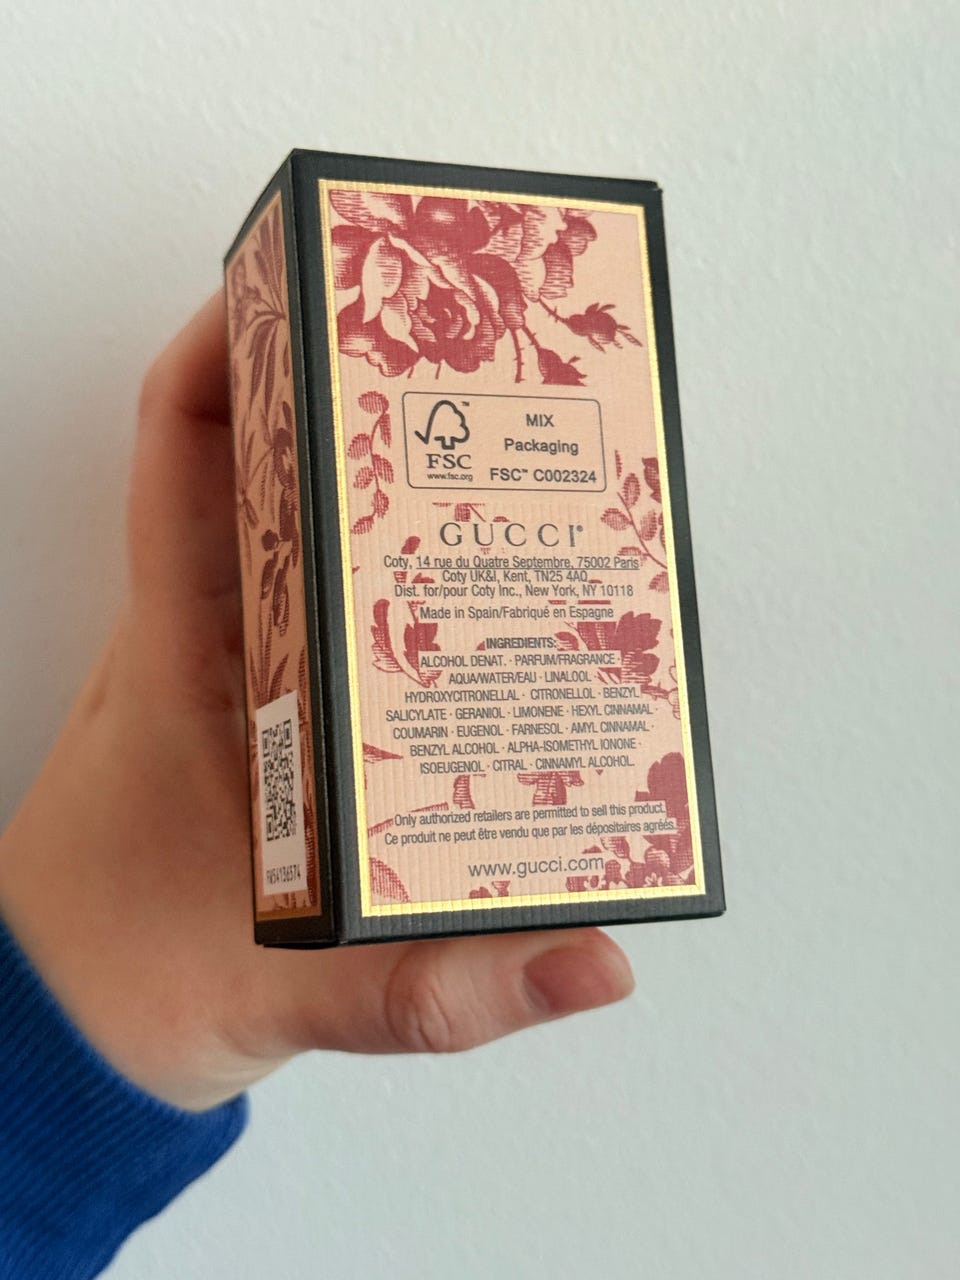 MIX
Packaging
FSC™
www.fsc.org
FSC™ C002324
GUCCI®
Coty, 14 rue du Quatre Septembre, 75002 Paris
Coty UK&I, Kent, TN25 4AQ
Dist. for/pour Coty Inc., New York, NY 10118
Made in Spain/Fabriqué en Espagne
INGREDIENTS:
ALCOHOL DENAT. · PARFUM/FRAGRANCE ·
AQUA/WATER/EAU · LINALOOL ·
HYDROXYCITRONELLAL · CITRONELLOL · BENZYL
SALICYLATE · GERANIOL · LIMONENE · HEXYL CINNAMAL ·
COUMARIN · EUGENOL · FARNESOL · AMYL CINNAMAL ·
BENZYL ALCOHOL · ALPHA-ISOMETHYL IONONE ·
ISOEUGENOL · CITRAL · CINNAMYL ALCOHOL.
Only authorized retailers are permitted to sell this product.
Ce produit ne peut être vendu que par les dépositaires agréés.
www.gucci.com